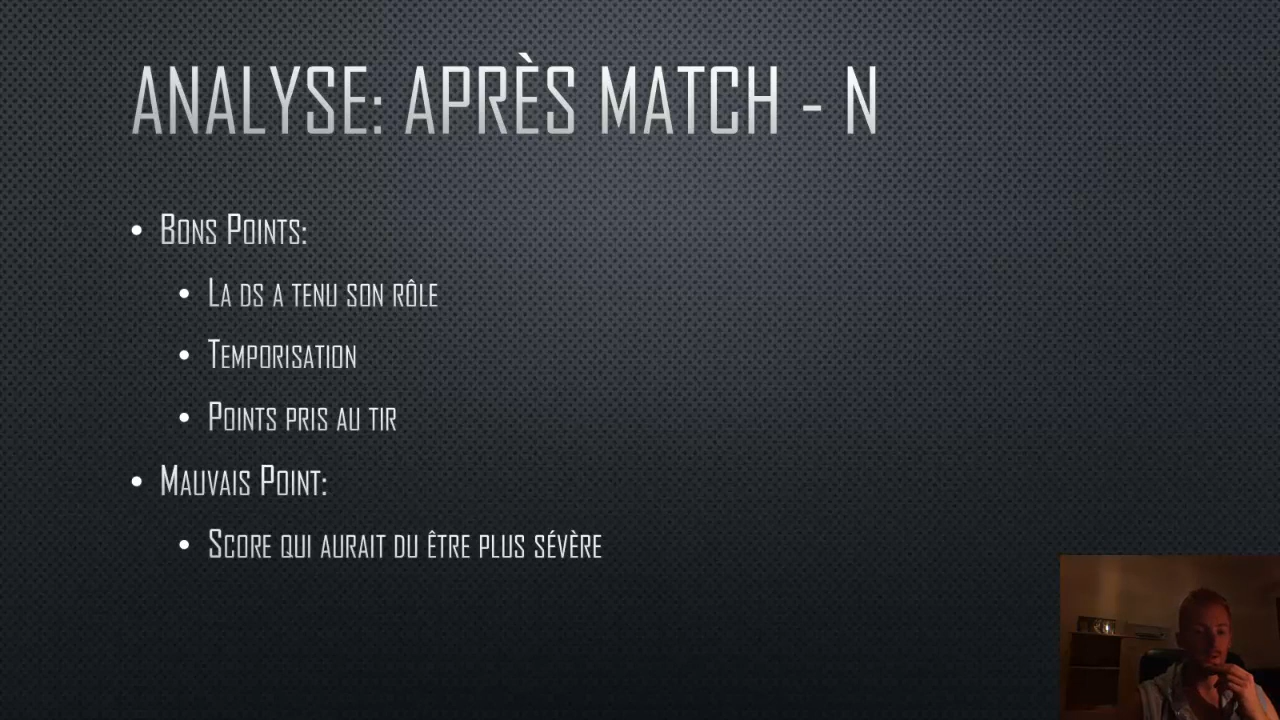 ANALYSE: APRÈS MATCH - N
• BONS POINTS:
• LA DS A TENU SON RÔLE
• TEMPORISATION
• POINTS PRIS AU TIR
• MAUVAIS POINT:
• SCORE QUI AURAIT DU ÊTRE PLUS SÉVÈRE